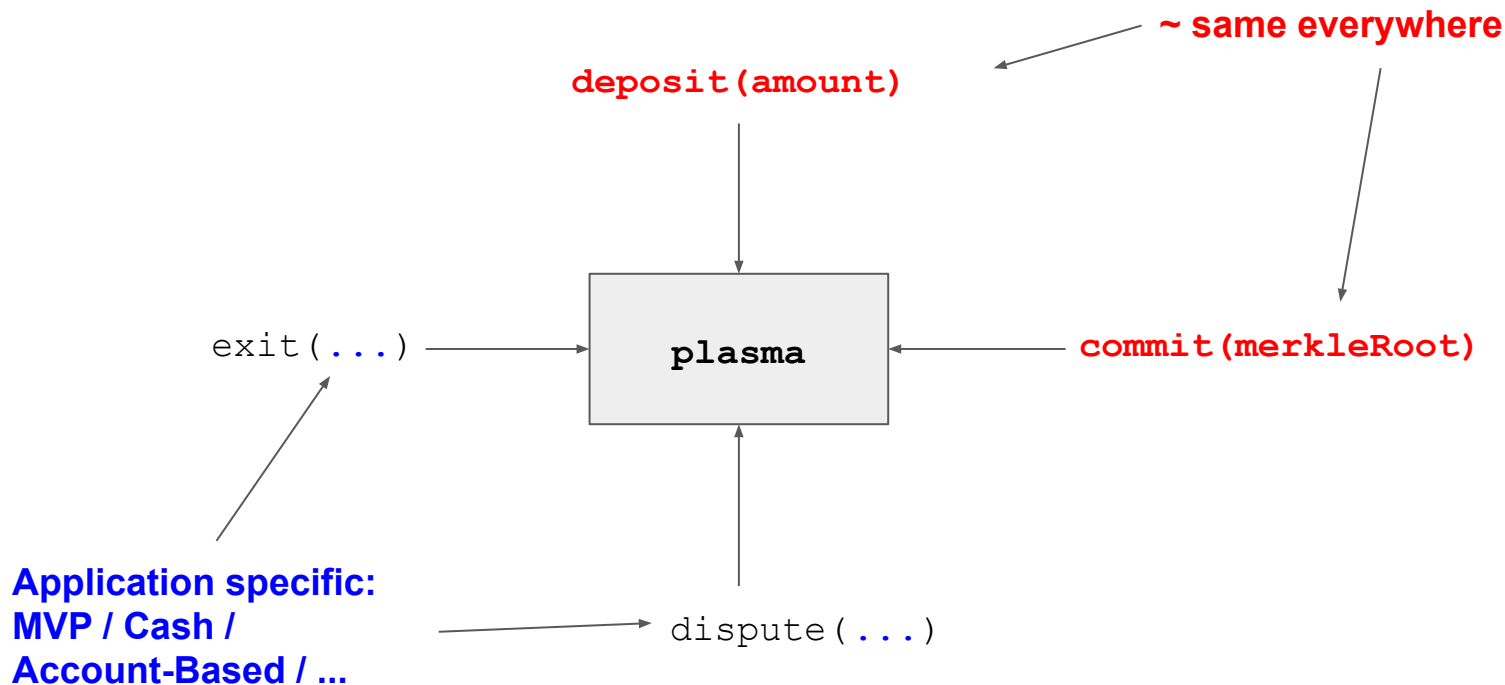 ~ same everywhere
deposit(amount)
exit(...)
plasma
commit(merkleRoot)
Application specific:
MVP / Cash /
Account-Based / ...
dispute(...)